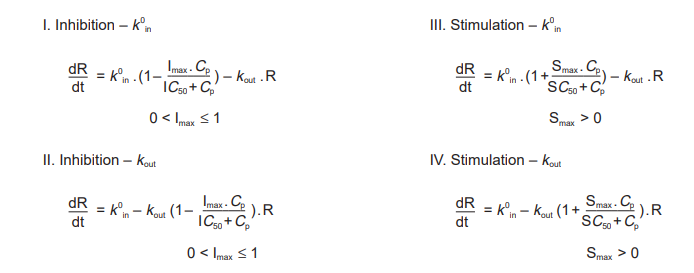 I. Inhibition – k⁰in
dR/dt = k⁰in .(1– Imax . Cp / IC50 + Cp ) – kout .R
0 < Imax ≤ 1
II. Inhibition – kout
dR/dt = k⁰in – kout (1– Imax . Cp / IC50 + Cp ).R
0 < Imax ≤ 1
III. Stimulation – k⁰in
dR/dt = k⁰in .(1+ Smax . Cp / SC50 + Cp ) – kout .R
Smax > 0
IV. Stimulation – kout
dR/dt = k⁰in – kout (1+ Smax . Cp / SC50 + Cp ).R
Smax > 0